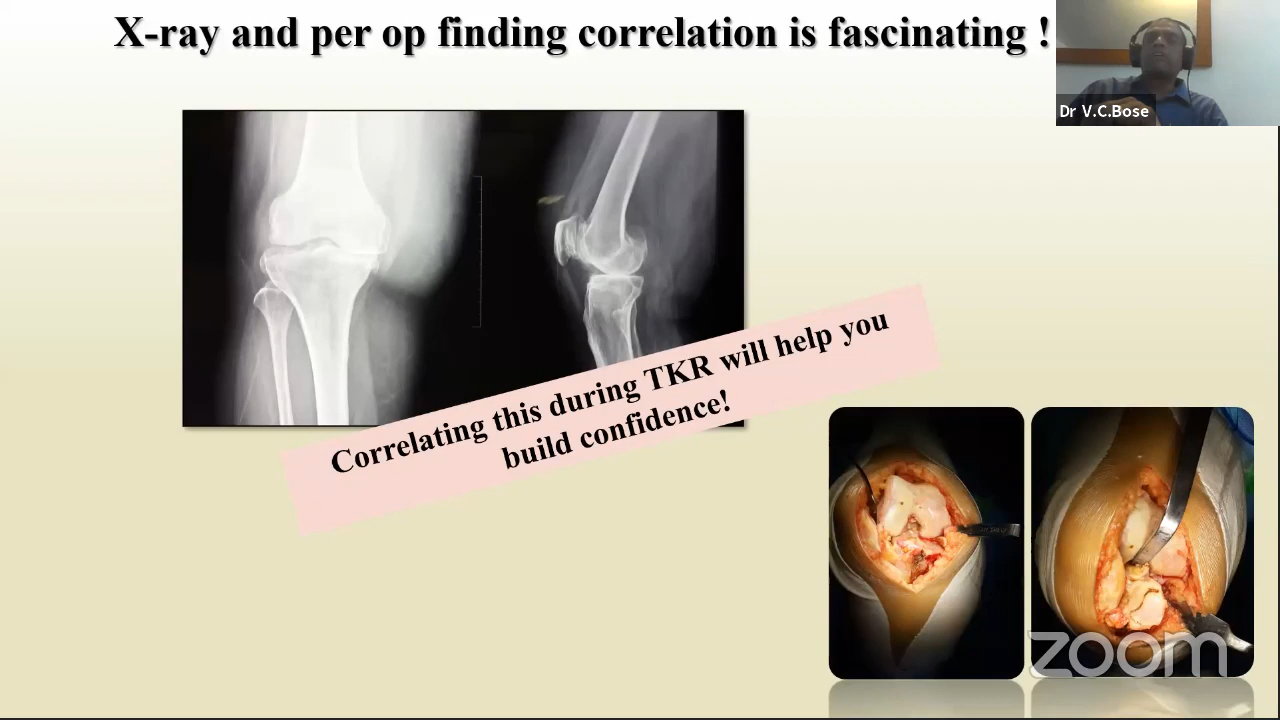 X-ray and per op finding correlation is fascinating !
Dr V.C.Bose
Correlating this during TKR will help you
build confidence!
zoom